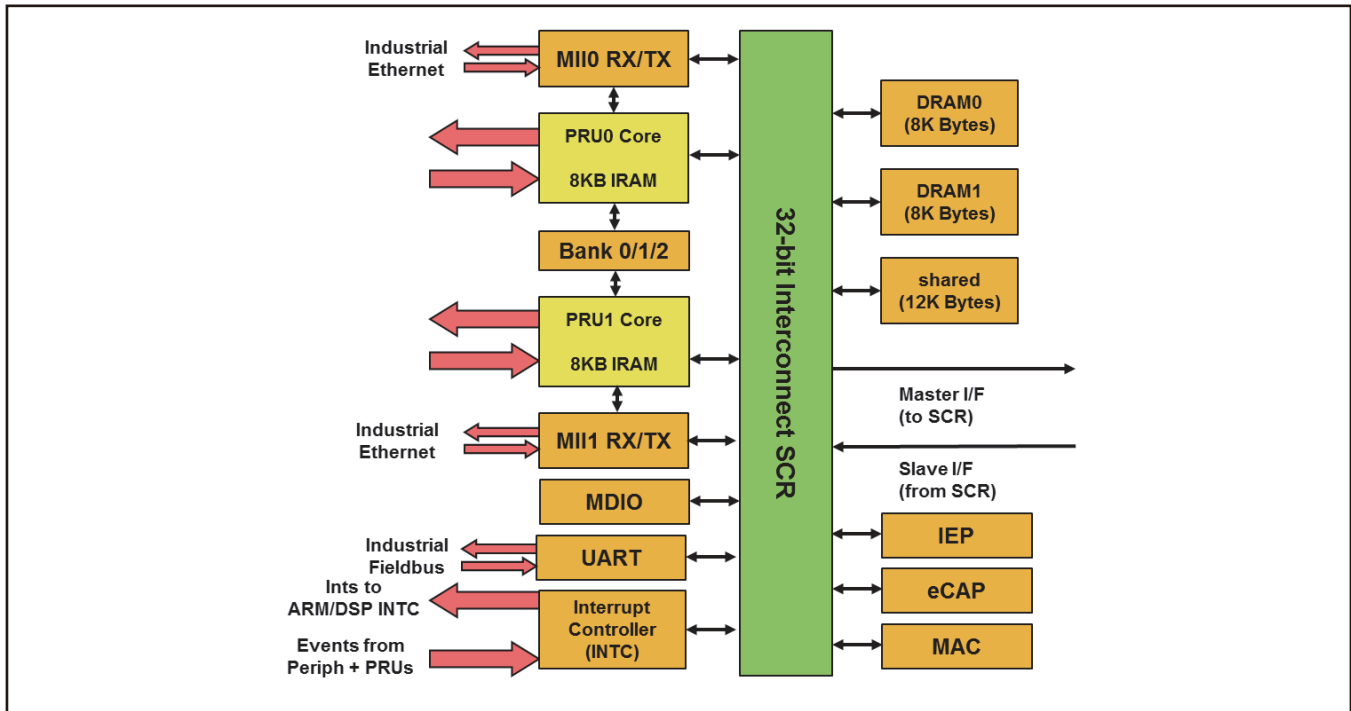 Industrial
Ethernet
MII0 RX/TX
PRU0 Core
8KB IRAM
Bank 0/1/2
PRU1 Core
8KB IRAM
Industrial
Ethernet
MII1 RX/TX
MDIO
Industrial
Fieldbus
UART
Ints to
ARM/DSP INTC
Events from
Periph + PRUs
Interrupt
Controller
(INTC)
32-bit Interconnect SCR
DRAM0
(8K Bytes)
DRAM1
(8K Bytes)
shared
(12K Bytes)
Master I/F
(to SCR)
Slave I/F
(from SCR)
IEP
eCAP
MAC